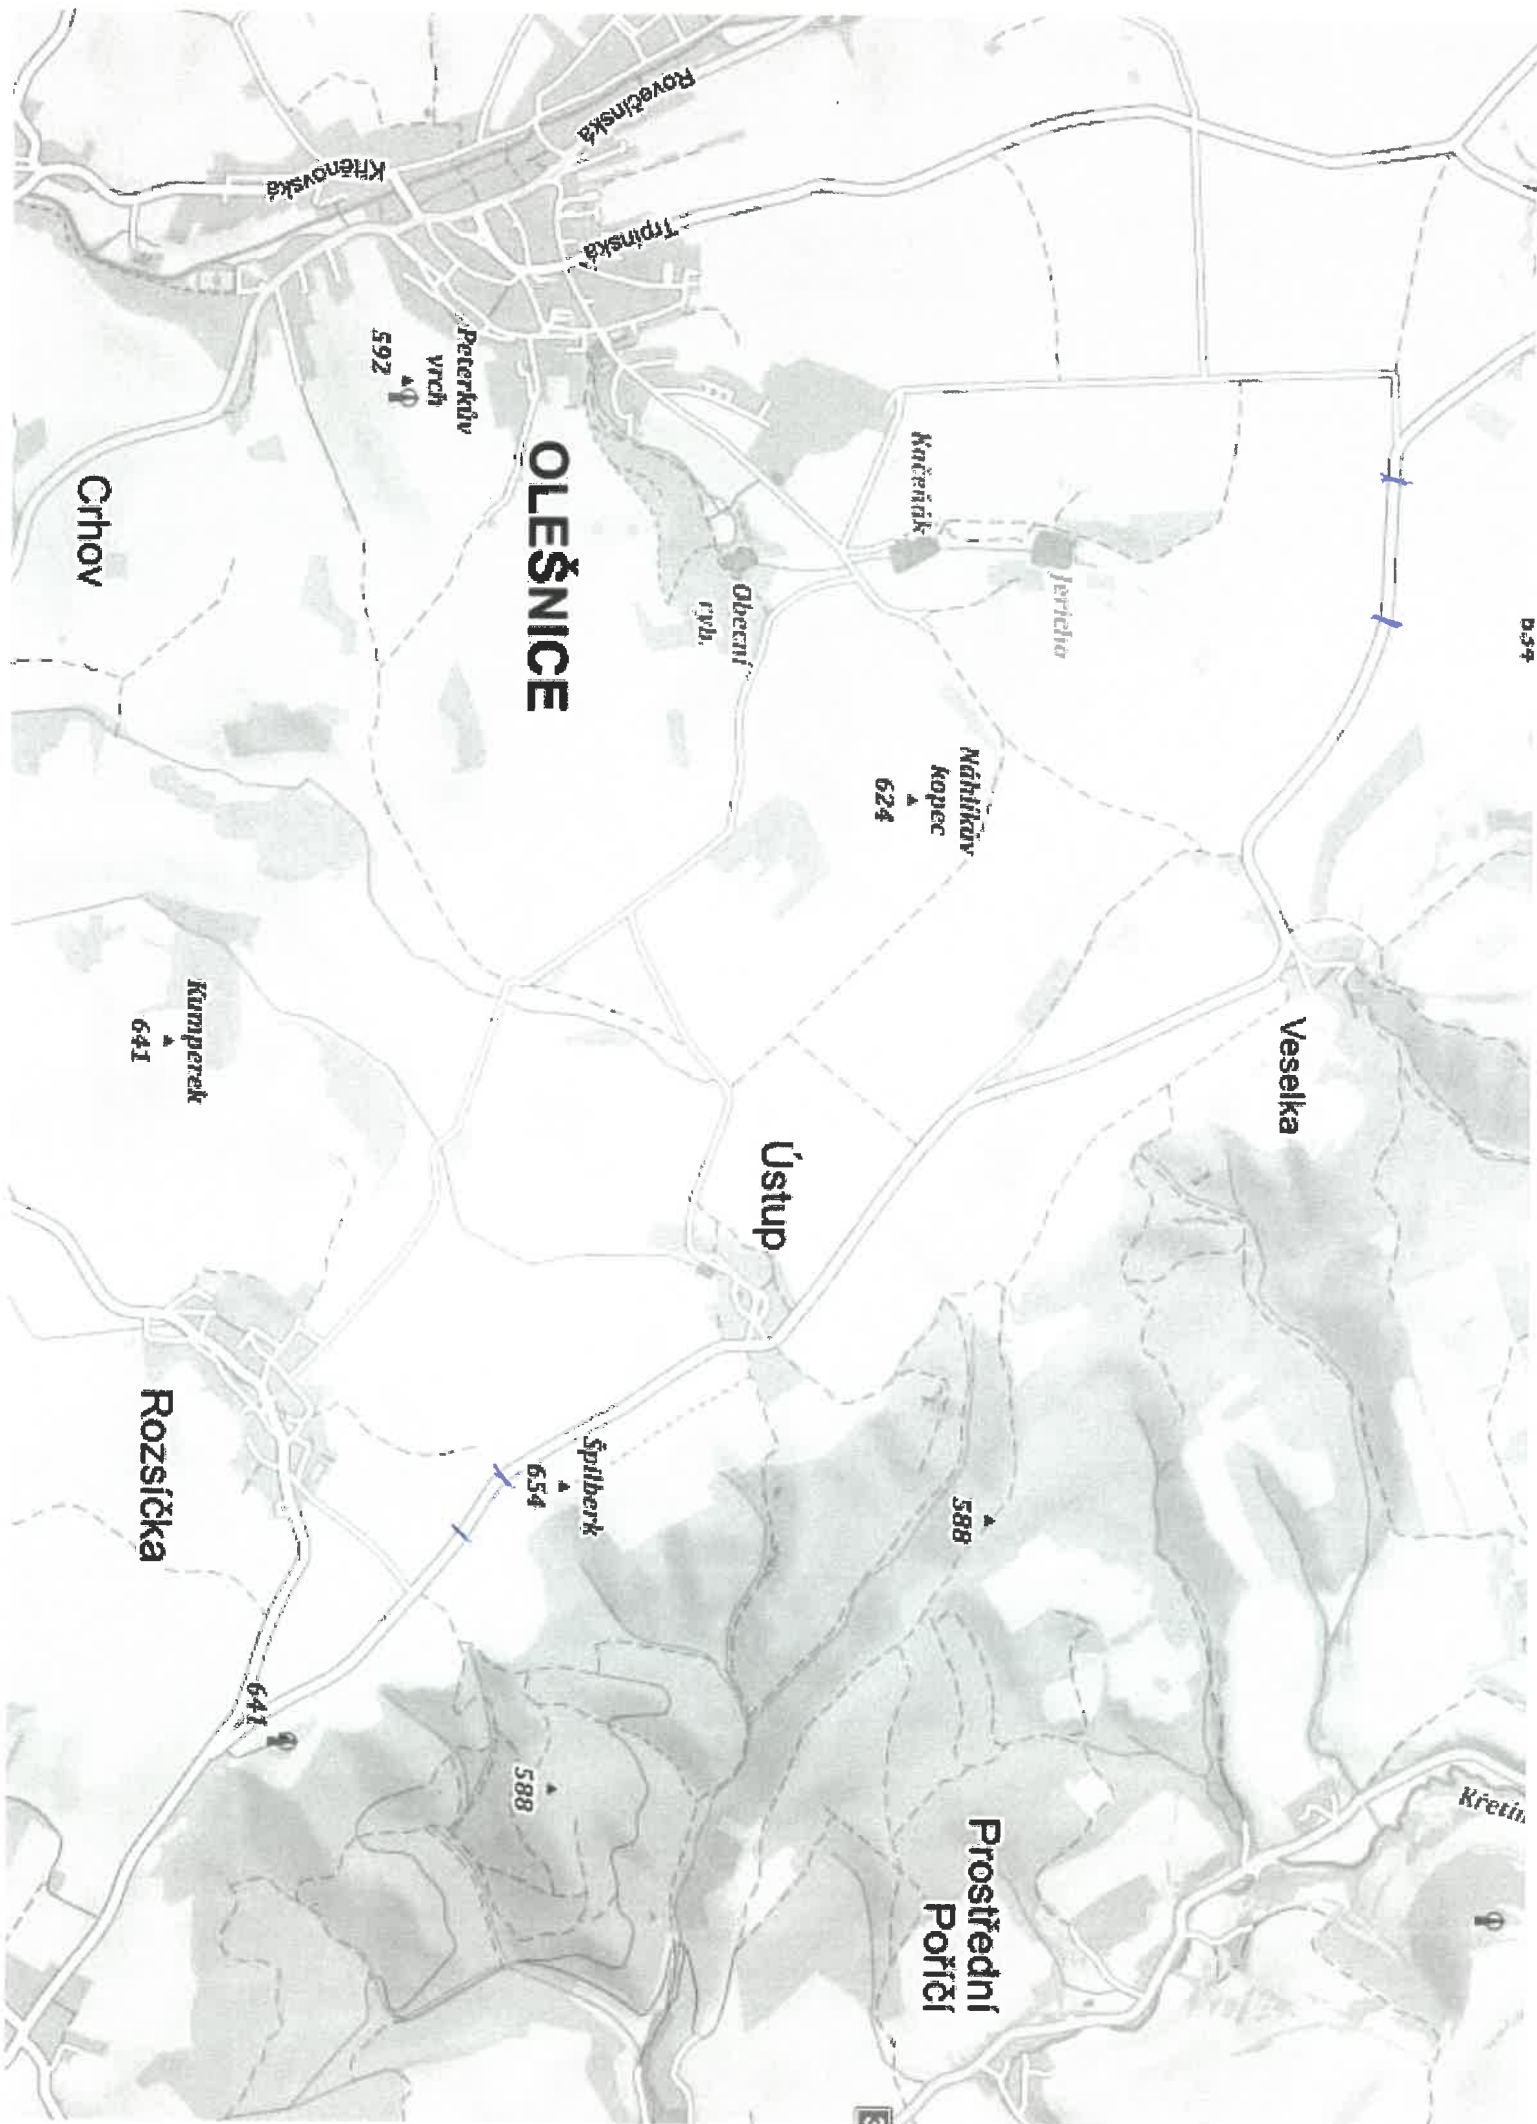 Rovečínská
Křtěnovská
Trpínská
Peterkův
vrch
592
OLEŠNICE
Crhov
Kačeňák
Jericho
Obecní
ryb.
Náhlíkův
kopec
624
Kumperek
641
Veselka
Ústup
Rozsíčka
Špilberk
654
588
641
588
Prostřední
Poříčí